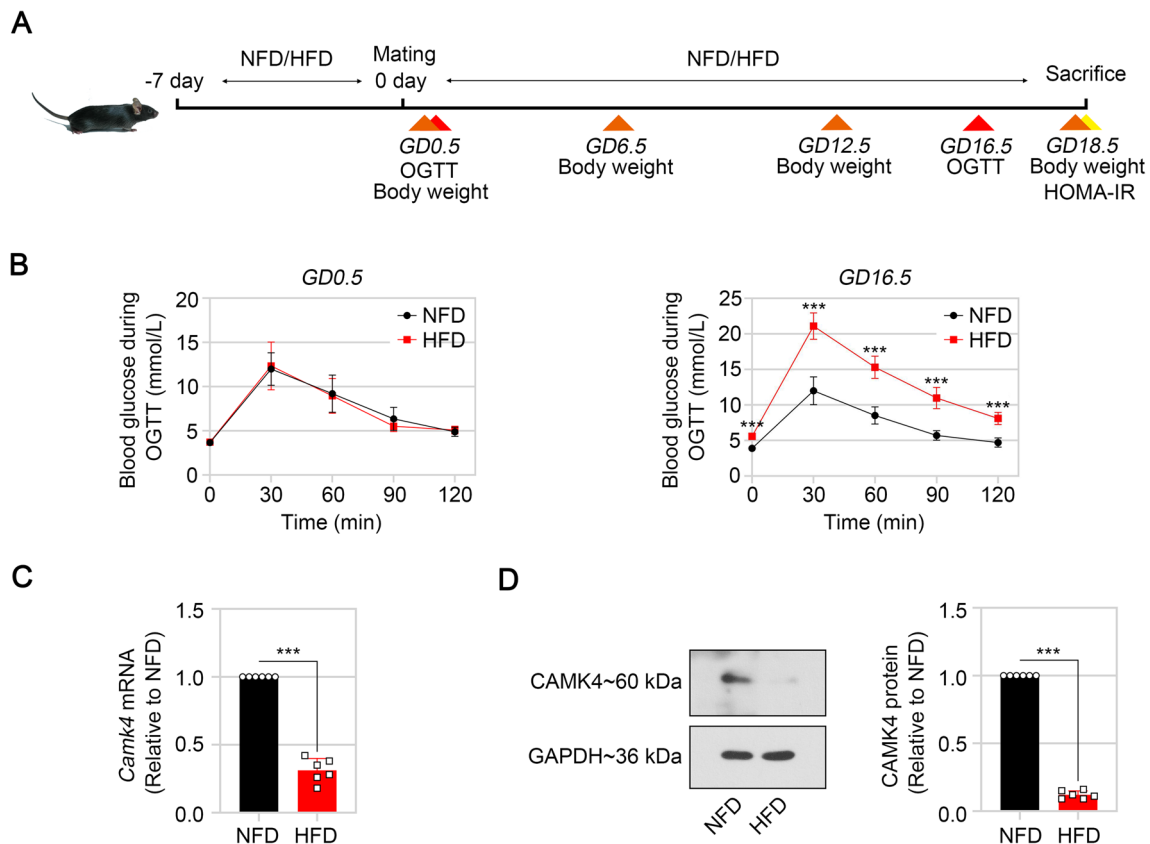 A
NFD/HFD
Mating
NFD/HFD
-7 day
0 day
Sacrifice
GD0.5
OGTT
Body weight
GD6.5
Body weight
GD12.5
Body weight
GD16.5
OGTT
GD18.5
Body weight
HOMA-IR
B
GD0.5
Blood glucose during
OGTT (mmol/L)
20
15
10
5
0
NFD
HFD
0 30 60 90 120
Time (min)
GD16.5
Blood glucose during
OGTT (mmol/L)
25
20
15
10
5
0
NFD
HFD
***
***
***
***
***
0 30 60 90 120
Time (min)
C
Camk4 mRNA
(Relative to NFD)
1.5
1.0
0.5
0.0
***
NFD HFD
D
CAMK4~60 kDa
GAPDH~36 kDa
NFD HFD
CAMK4 protein
(Relative to NFD)
1.5
1.0
0.5
0.0
***
NFD HFD